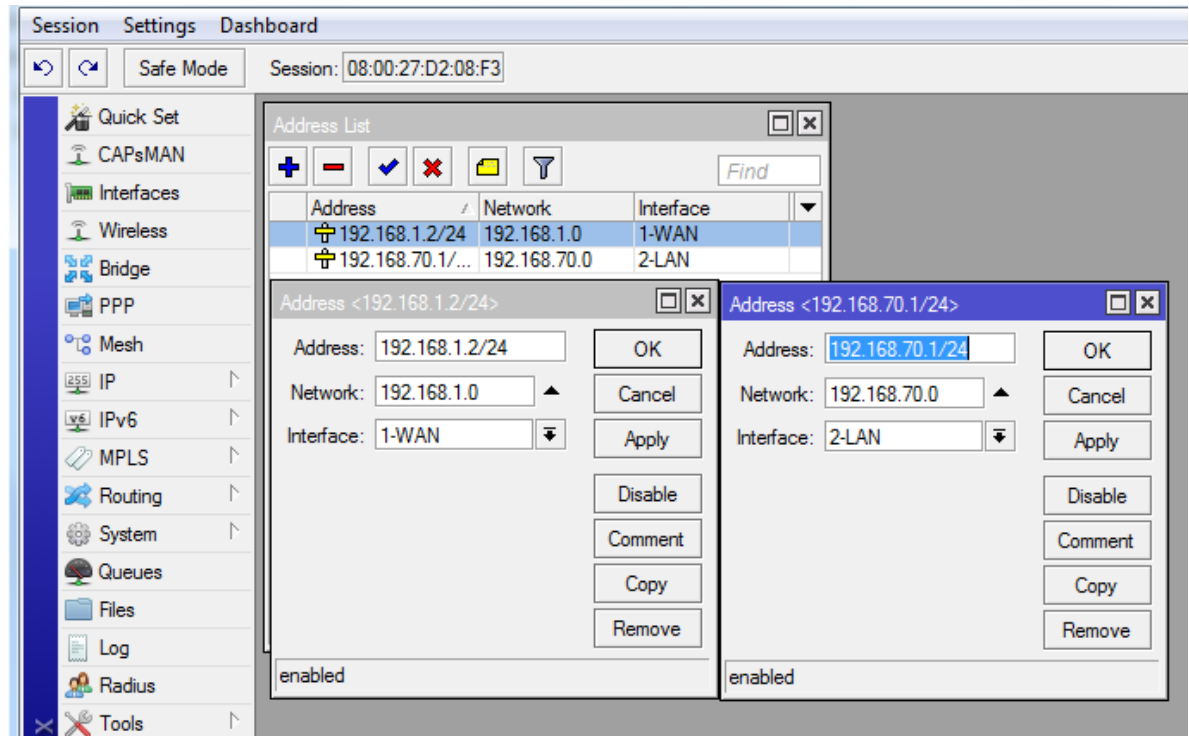 Session Settings Dashboard
Safe Mode Session: 08:00:27:D2:08:F3
Quick Set
CAPsMAN
Interfaces
Wireless
Bridge
PPP
Mesh
255 IP
v6 IPv6
MPLS
Routing
System
Queues
Files
Log
Radius
Tools
Address List
Find
Address Network Interface
192.168.1.2/24 192.168.1.0 1-WAN
192.168.70.1/... 192.168.70.0 2-LAN
Address <192.168.1.2/24>
Address: 192.168.1.2/24 OK
Network: 192.168.1.0 Cancel
Interface: 1-WAN Apply
Disable
Comment
Copy
Remove
enabled
Address <192.168.70.1/24>
Address: 192.168.70.1/24 OK
Network: 192.168.70.0 Cancel
Interface: 2-LAN Apply
Disable
Comment
Copy
Remove
enabled